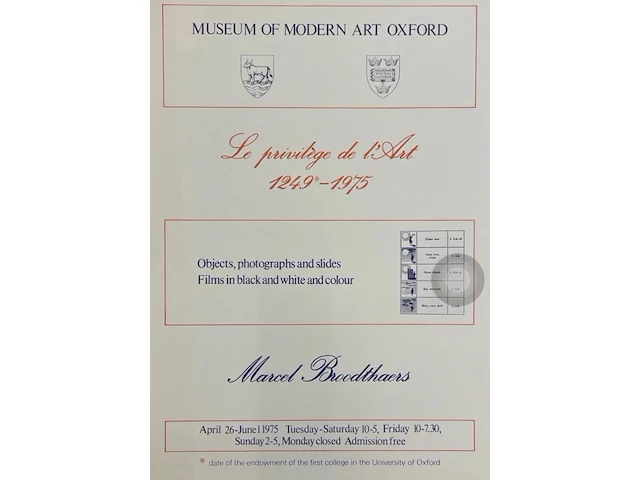 MUSEUM OF MODERN ART OXFORD
Le privilège de l'Art
1249*-1975
Objects, photographs and slides
Films in black and white and colour
Marcel Broodthaers
April 26-June 1 1975 Tuesday-Saturday 10-5, Friday 10-7.30,
Sunday 2-5, Monday closed Admission free
* date of the endowment of the first college in the University of Oxford